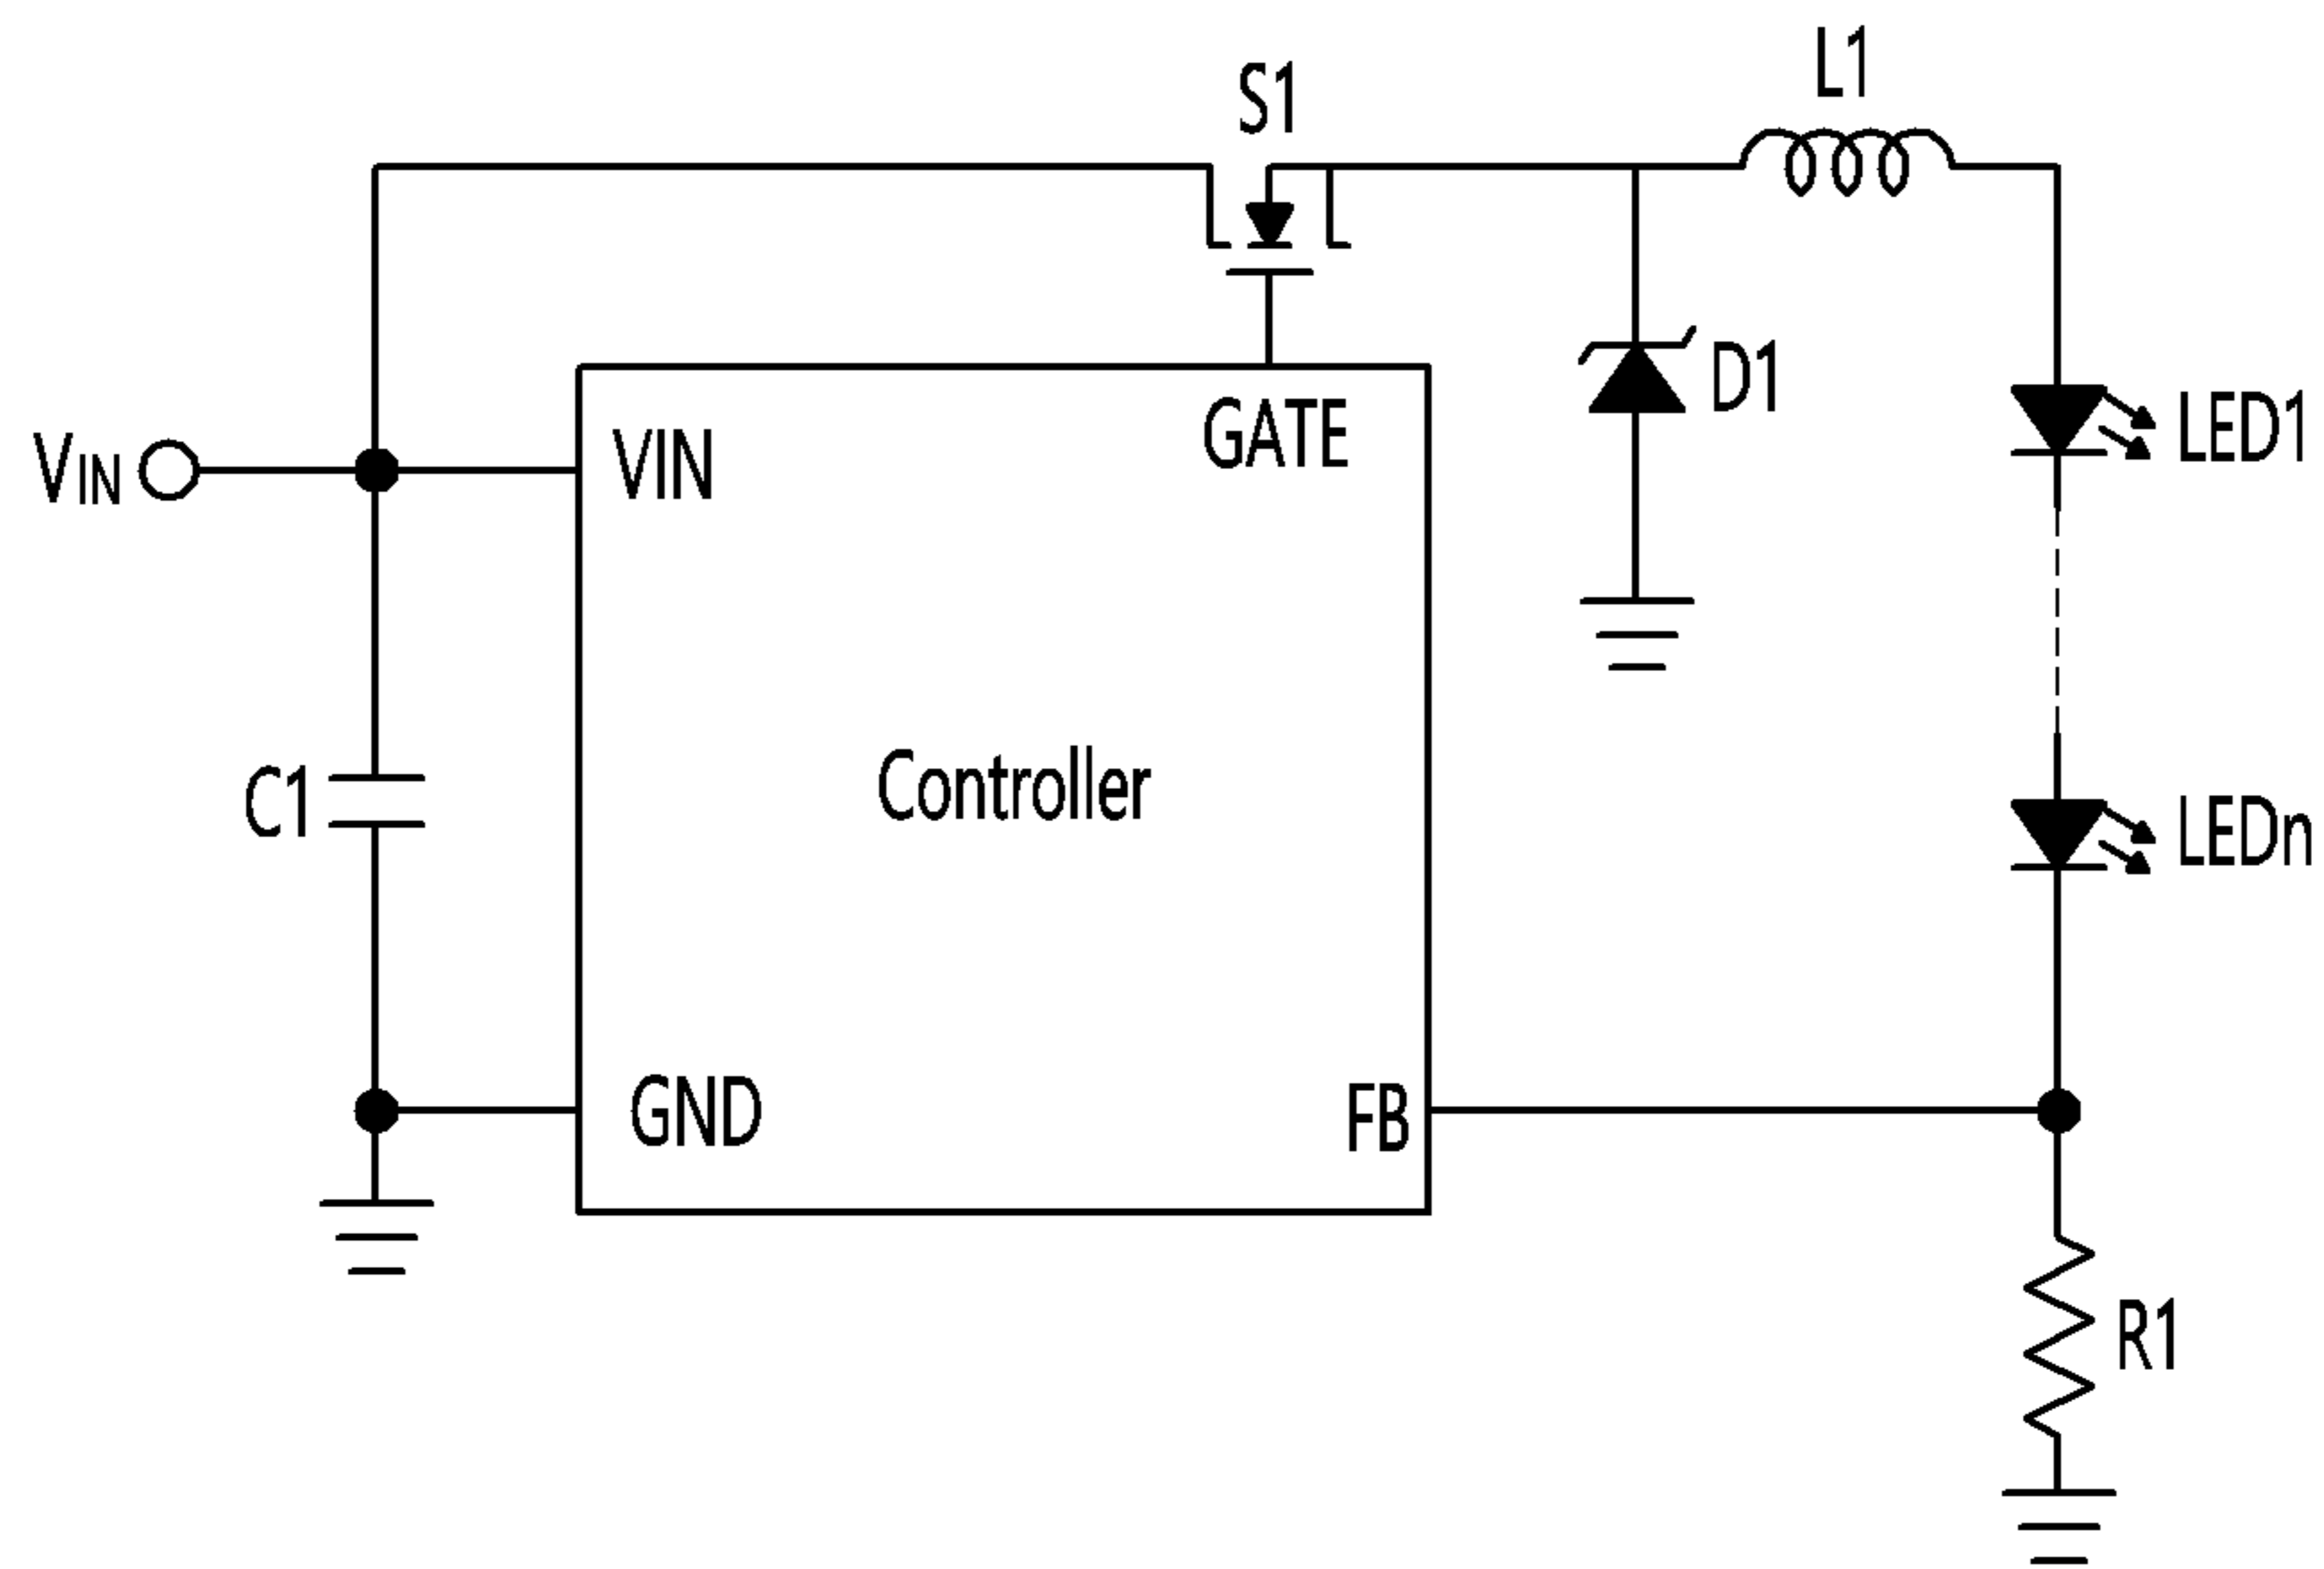 L1
S1
D1
GATE
LED1
VIN
VIN
Controller
C1
LEDn
GND
FB
R1